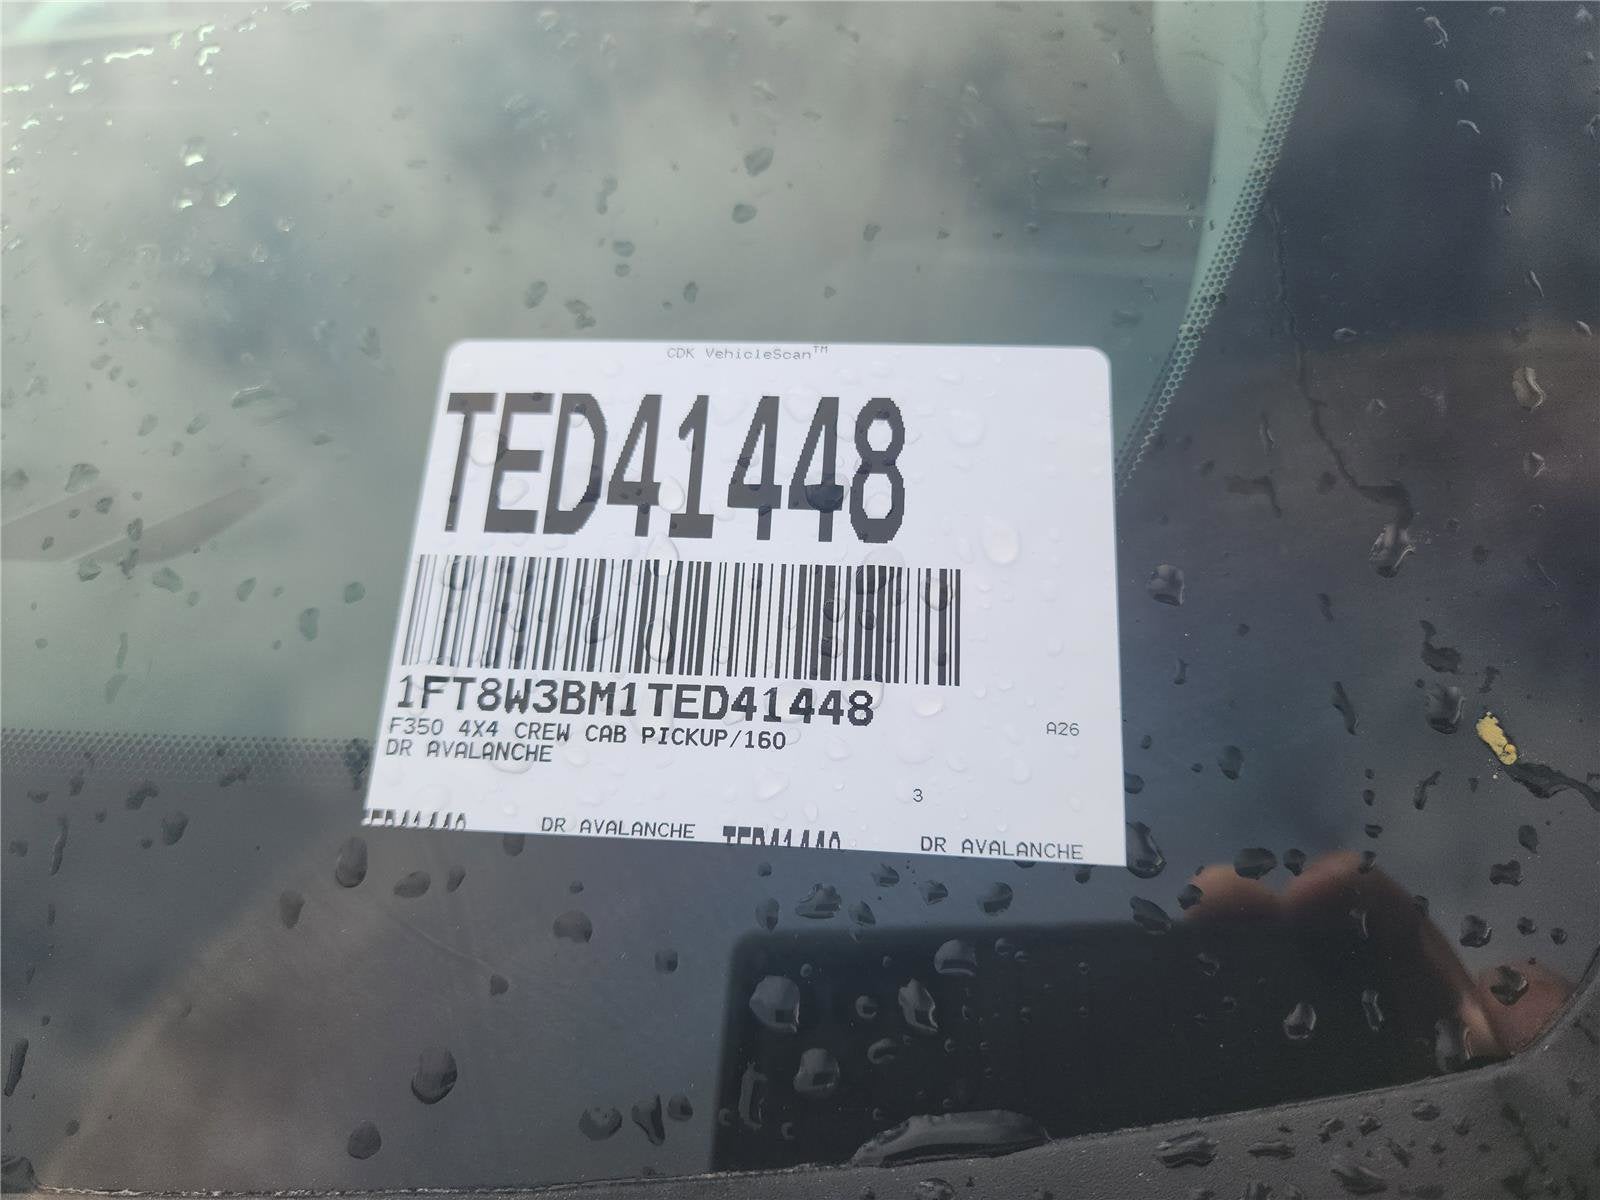 CDK VehicleScan™
TED41448
1FT8W3BM1TED41448
F350 4X4 CREW CAB PICKUP/160
A26
DR AVALANCHE
3
DR AVALANCHE
DR AVALANCHE